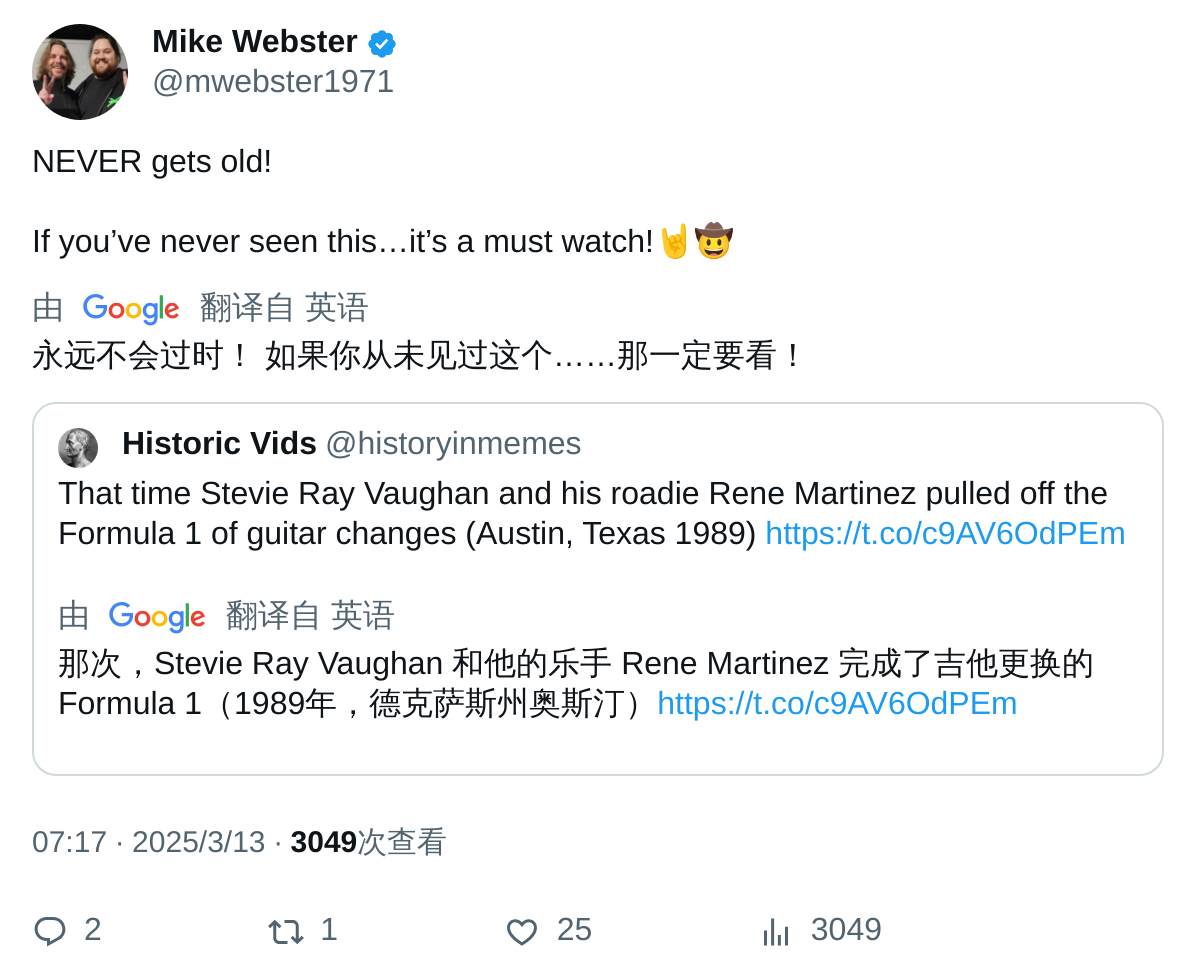 Mike Webster
@mwebster1971
NEVER gets old!
If you’ve never seen this…it’s a must watch!🤘🤠
由 Google 翻译自 英语
永远不会过时！ 如果你从未见过这个……那一定要看！
Historic Vids @historyinmemes
That time Stevie Ray Vaughan and his roadie Rene Martinez pulled off the
Formula 1 of guitar changes (Austin, Texas 1989) https://t.co/c9AV6OdPEm
由 Google 翻译自 英语
那次，Stevie Ray Vaughan 和他的乐手 Rene Martinez 完成了吉他更换的
Formula 1（1989年，德克萨斯州奥斯汀）https://t.co/c9AV6OdPEm
07:17 · 2025/3/13 · 3049次查看
2 1 25 3049